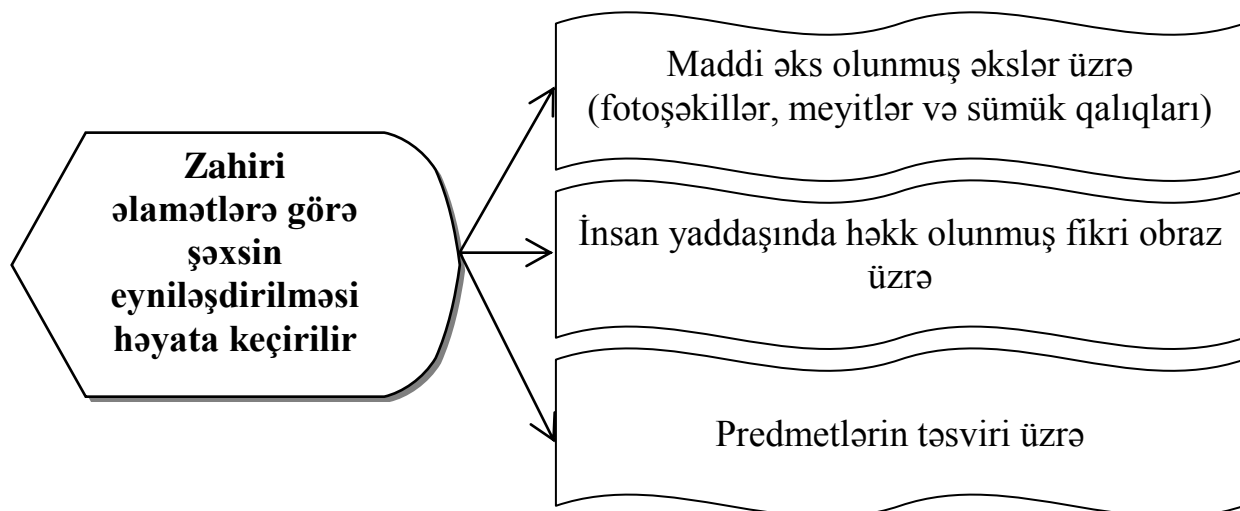 Zahiri
əlamətlərə görə
şəxsin
eyniləşdirilməsi
həyata keçirilir
Maddi əks olunmuş əkslər üzrə
(fotoşəkillər, meyitlər və sümük qalıqları)
İnsan yaddaşında həkk olunmuş fikri obraz
üzrə
Predmetlərin təsviri üzrə